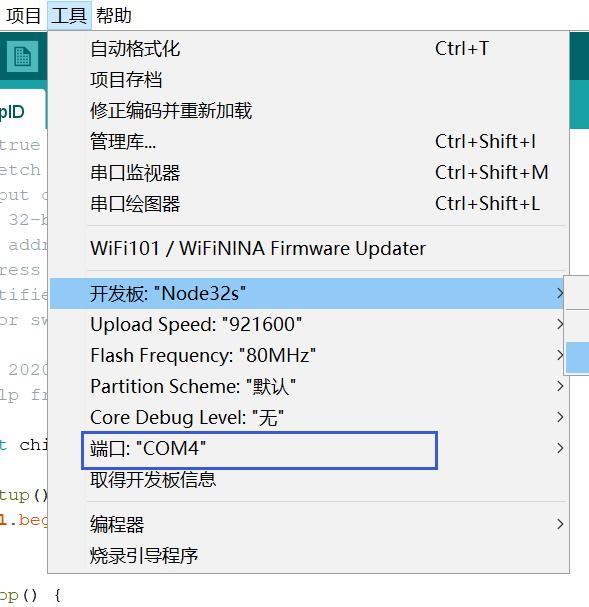 项目 工具 帮助
自动格式化 Ctrl+T
项目存档
修正编码并重新加载
管理库... Ctrl+Shift+I
串口监视器 Ctrl+Shift+M
串口绘图器 Ctrl+Shift+L
WiFi101 / WiFiNINA Firmware Updater
开发板: "Node32s"
Upload Speed: "921600"
Flash Frequency: "80MHz"
Partition Scheme: "默认"
Core Debug Level: "无"
端口: "COM4"
取得开发板信息
编程器
烧录引导程序
pID
true
etch
put
32-b
addr
ress
tifie
or sw
2020
lp fr
t chi
tup()
1.beg
op() {